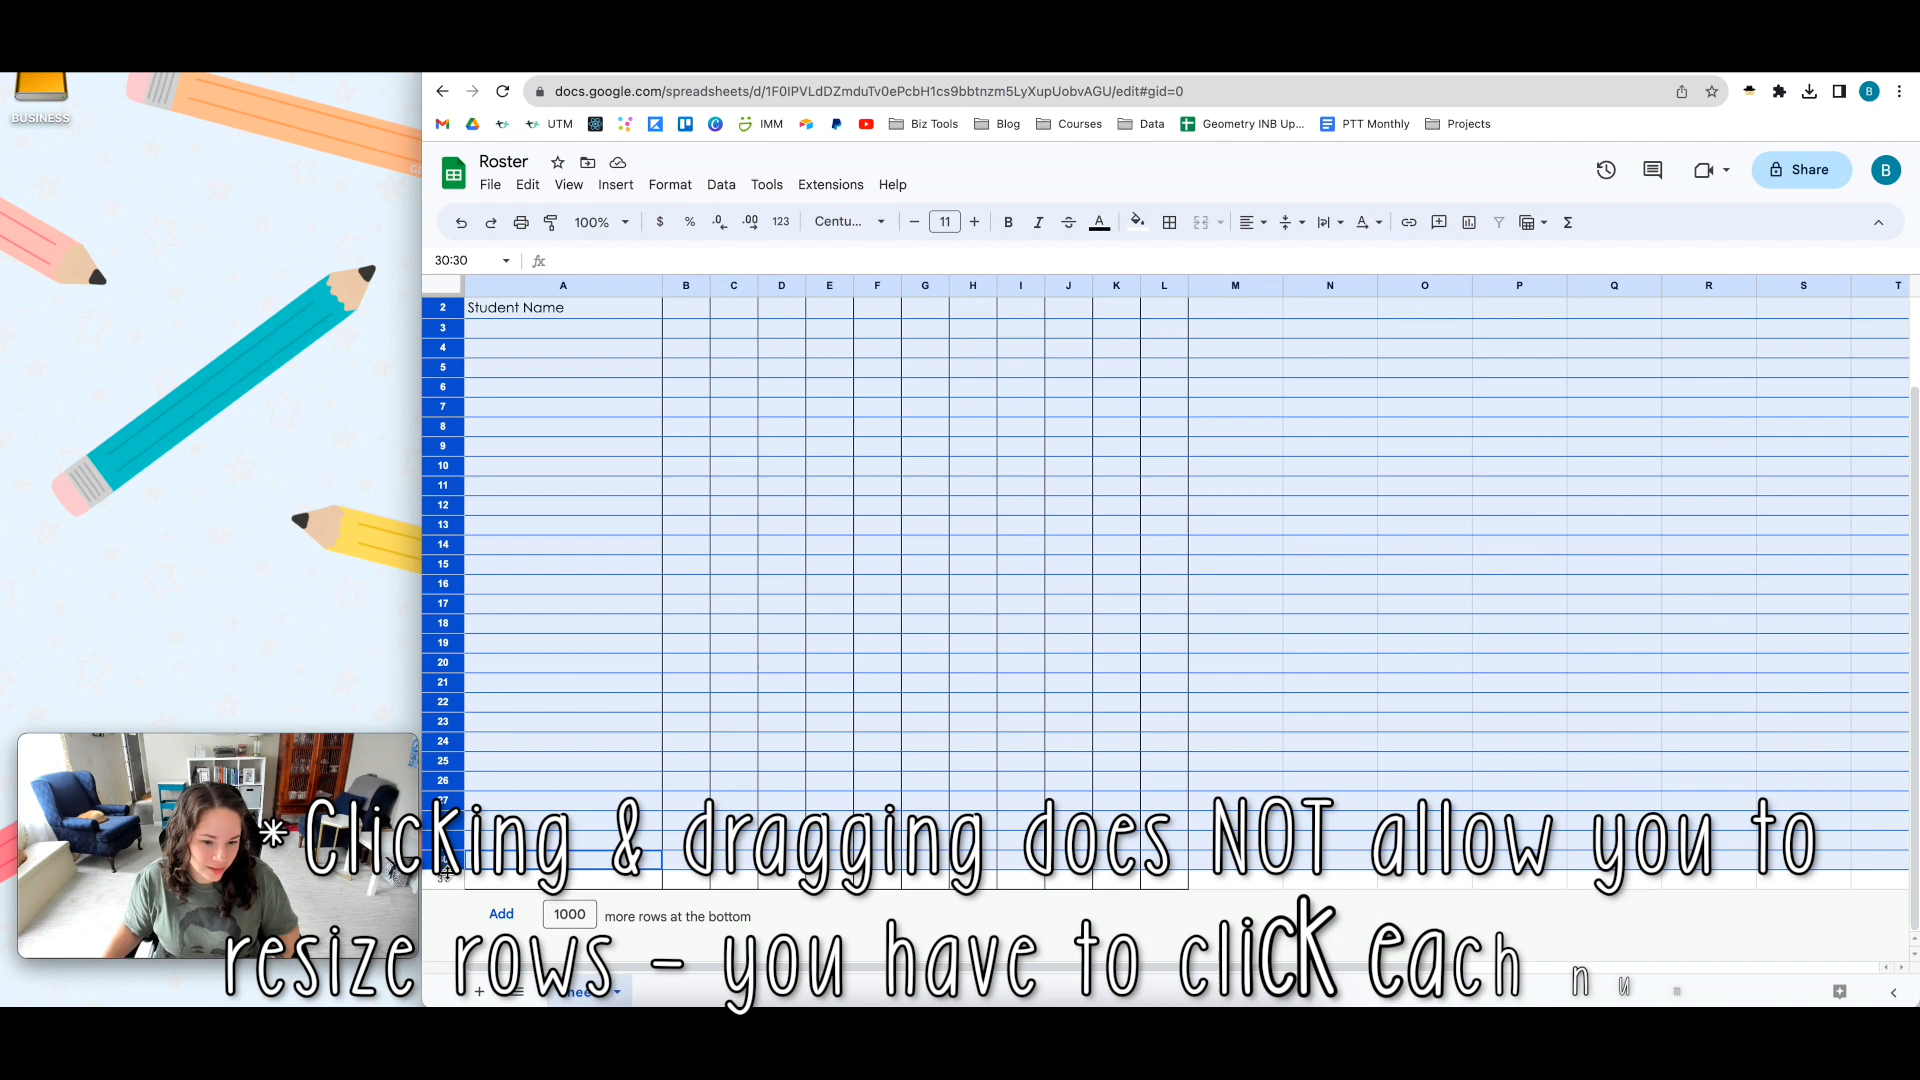 BUSINESS
docs.google.com/spreadsheets/d/1F0IPVLdDZmduTv0ePcbH1cs9bbtnzm5LyXupUobvAGU/edit#gid=0
B
UTM
IMM
Biz Tools
Blog
Courses
Data
Geometry INB Up...
PTT Monthly
Projects
Roster
File Edit View Insert Format Data Tools Extensions Help
Share
B
100%
$ % .0 .00 123
Centu...
− 11 +
B I S A
30:30
fx
A B C D E F G H I J K L M N O P Q R S T
2 Student Name
3
4
5
6
7
8
9
10
11
12
13
14
15
16
17
18
19
20
21
22
23
24
25
26
27
*Clicking & dragging does NOT allow you to
Add 1000 more rows at the bottom
resize rows - you have to click each n u m